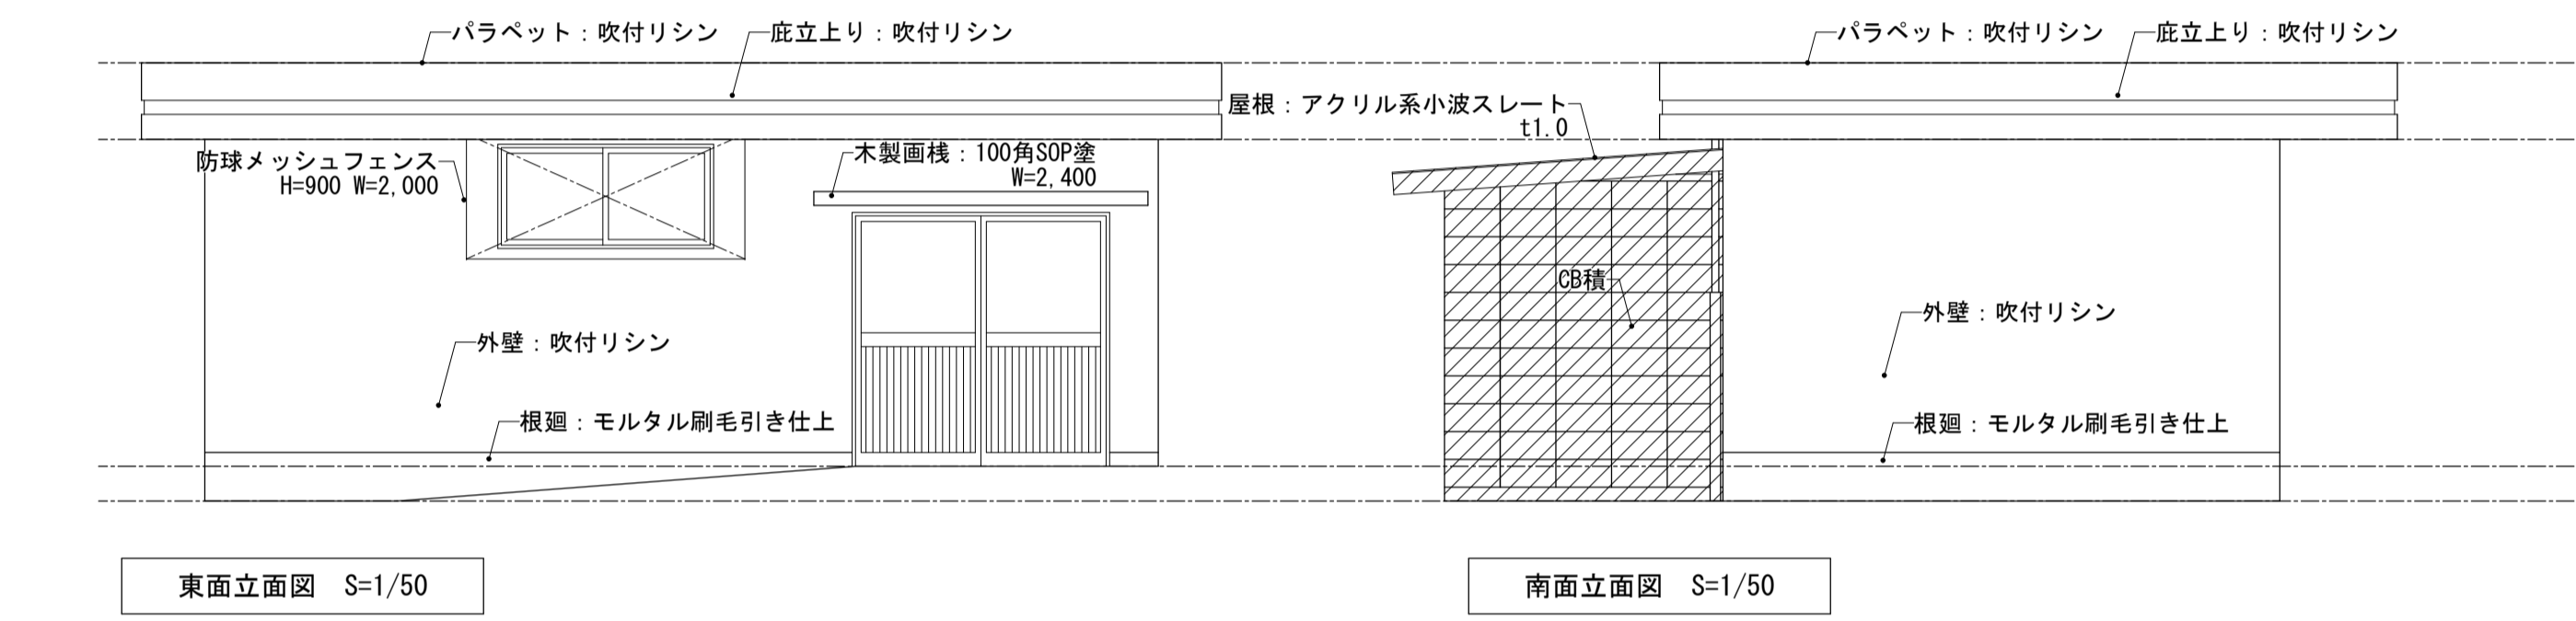 パラペット：吹付リシン
庇立上り：吹付リシン
防球メッシュフェンス
H=900 W=2,000
木製画桟：100角SOP塗
W=2,400
外壁：吹付リシン
根廻：モルタル刷毛引き仕上
東面立面図　S=1/50
パラペット：吹付リシン
庇立上り：吹付リシン
屋根：アクリル系小波スレート
t1.0
CB積
外壁：吹付リシン
根廻：モルタル刷毛引き仕上
南面立面図　S=1/50